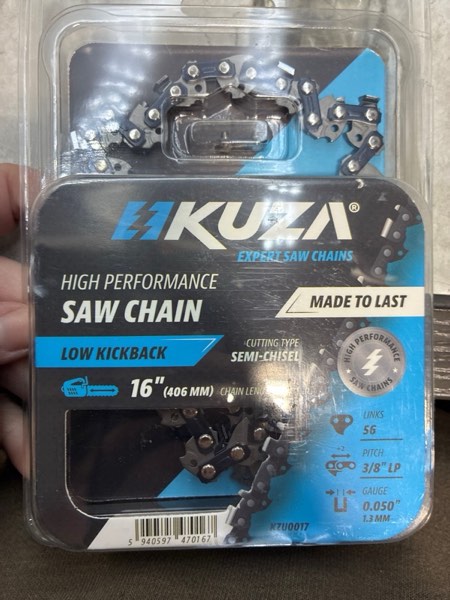 KUZA®
EXPERT SAW CHAINS
HIGH PERFORMANCE
SAW CHAIN
MADE TO LAST
LOW KICKBACK
CUTTING TYPE
SEMI-CHISEL
HIGH PERFORMANCE
SAW CHAINS
16" (406 MM)
LINKS
56
PITCH
3/8" LP
GAUGE
0.050"
1.3 MM
5 940597 470167
KZU0017